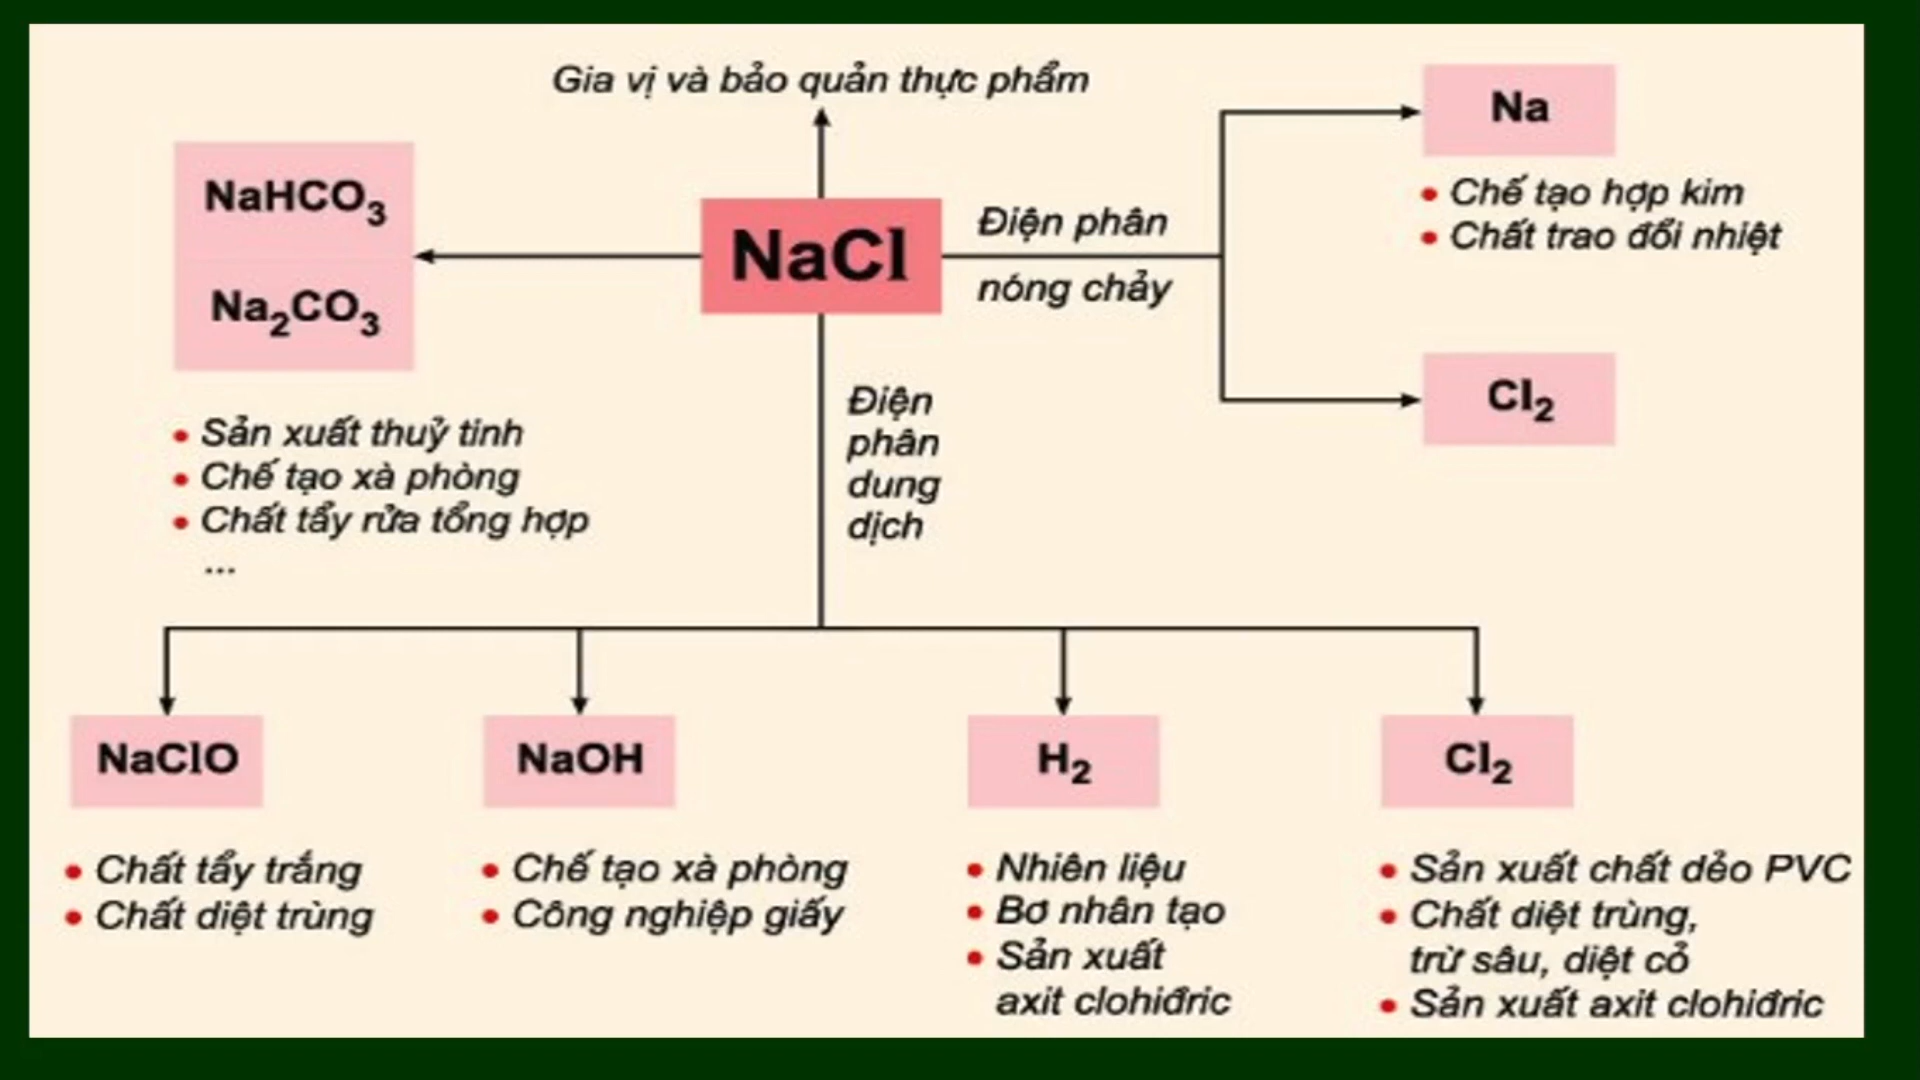 Gia vị và bảo quản thực phẩm
Na
• Chế tạo hợp kim
• Chất trao đổi nhiệt
NaHCO₃
Na₂CO₃
NaCl
Điện phân
nóng chảy
Cl₂
• Sản xuất thuỷ tinh
• Chế tạo xà phòng
• Chất tẩy rửa tổng hợp
...
Điện
phân
dung
dịch
NaClO
• Chất tẩy trắng
• Chất diệt trùng
NaOH
• Chế tạo xà phòng
• Công nghiệp giấy
H₂
• Nhiên liệu
• Bơ nhân tạo
• Sản xuất
axit clohiđric
Cl₂
• Sản xuất chất dẻo PVC
• Chất diệt trùng,
trừ sâu, diệt cỏ
• Sản xuất axit clohiđric